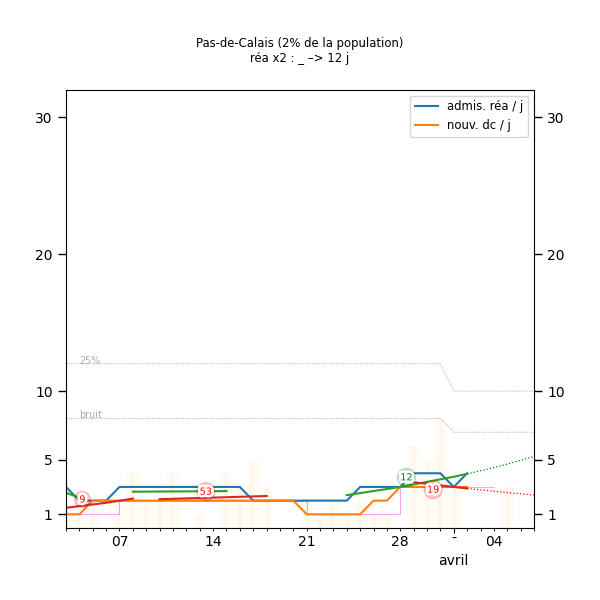 Pas-de-Calais (2% de la population)
réa x2 : _ –> 12 j
admis. réa / j
nouv. dc / j
30 30
20 20
25%
10 10
bruit
5 5
12
53
19
9
1 1
07 14 21 28 - 04
avril